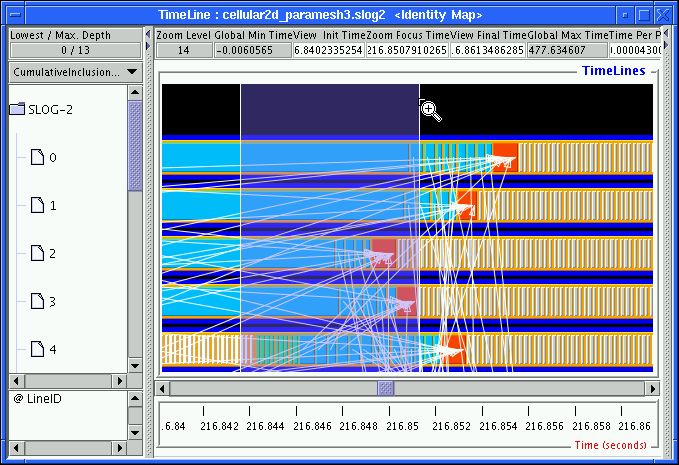 TimeLine : cellular2d_paramesh3.slog2 <Identity Map>
Lowest / Max. Depth
0 / 13
Zoom Level
14
Global Min Time
-0.0060565
View Init Time
6.8402335254
Zoom Focus Time
216.8507910265
View Final Time
.6.8613486285
Global Max Time
477.634607
Time Per P
0.00004300
CumulativeInclusion...
TimeLines
SLOG-2
0
1
2
3
4
@ LineID
.6.84 216.842 216.844 216.846 216.848 216.85 216.852 216.854 216.856 216.858 216.86
Time (seconds)